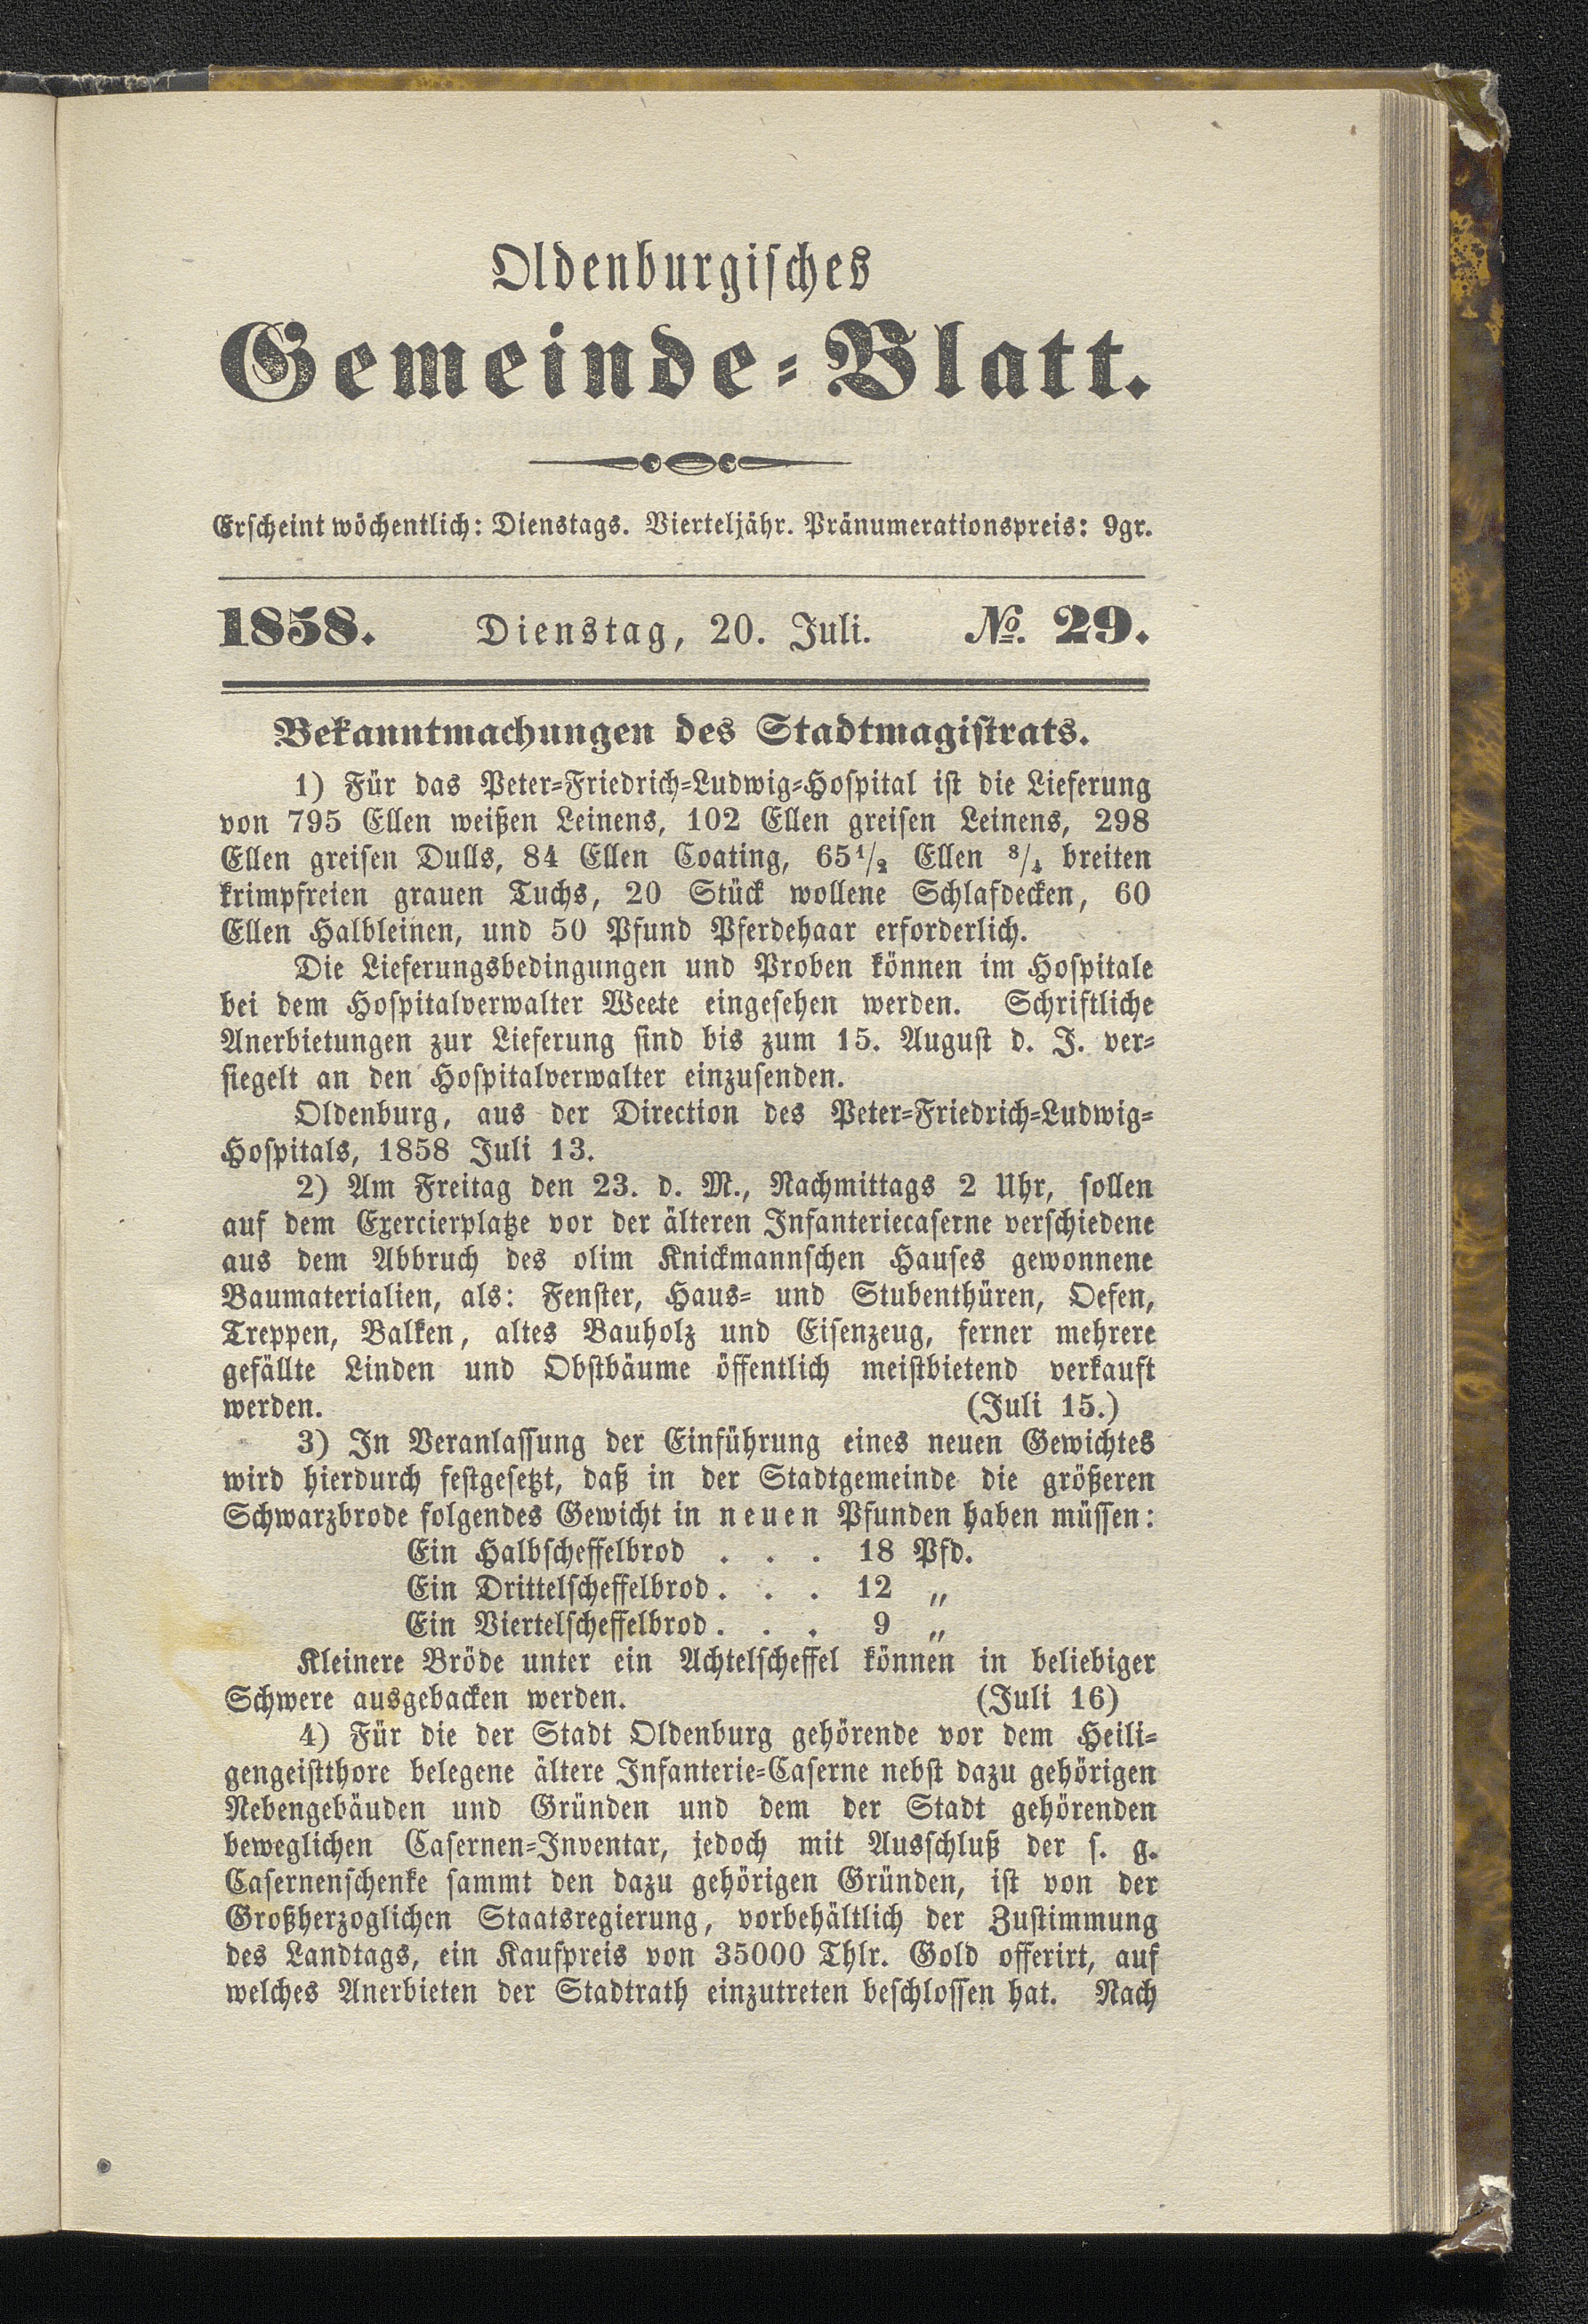 Oldenburgisches
Gemeinde-Blatt.
Erscheint wöchentlich: Dienstags. Vierteljähr. Pränumerationspreis: 9gr.
1858. Dienstag, 20. Juli. No. 29.
Bekanntmachungen des Stadtmagistrats.
1) Für das Peter-Friedrich-Ludwig-Hospital ist die Lieferung
von 795 Ellen weißen Leinens, 102 Ellen greisen Leinens, 298
Ellen greisen Dulls, 84 Ellen Coating, 65 1/2 Ellen 3/4 breiten
krimpfreien grauen Tuchs, 20 Stück wollene Schlafdecken, 60
Ellen Halbleinen, und 50 Pfund Pferdehaar erforderlich.
Die Lieferungsbedingungen und Proben können im Hospitale
bei dem Hospitalverwalter Weete eingesehen werden. Schriftliche
Anerbietungen zur Lieferung sind bis zum 15. August d. J. ver-
siegelt an den Hospitalverwalter einzusenden.
Oldenburg, aus der Direction des Peter-Friedrich-Ludwig-
Hospitals, 1858 Juli 13.
2) Am Freitag den 23. d. M., Nachmittags 2 Uhr, sollen
auf dem Exercierplatze vor der älteren Infanteriecaserne verschiedene
aus dem Abbruch des olim Knickmannschen Hauses gewonnene
Baumaterialien, als: Fenster, Haus- und Stubenthüren, Oefen,
Treppen, Balken, altes Bauholz und Eisenzeug, ferner mehrere
gefällte Linden und Obstbäume öffentlich meistbietend verkauft
werden. (Juli 15.)
3) In Veranlassung der Einführung eines neuen Gewichtes
wird hierdurch festgesetzt, daß in der Stadtgemeinde die größeren
Schwarzbrode folgendes Gewicht in neuen Pfunden haben müssen:
Ein Halbscheffelbrod . . . 18 Pfd.
Ein Drittelscheffelbrod . . . 12 „
Ein Viertelscheffelbrod . . . 9 „
Kleinere Bröde unter ein Achtelscheffel können in beliebiger
Schwere ausgebacken werden. (Juli 16)
4) Für die der Stadt Oldenburg gehörende vor dem Heili-
gengeistthore belegene ältere Infanterie-Caserne nebst dazu gehörigen
Nebengebäuden und Gründen und dem der Stadt gehörenden
beweglichen Casernen-Inventar, jedoch mit Ausschluß der s. g.
Casernenschenke sammt den dazu gehörigen Gründen, ist von der
Großherzoglichen Staatsregierung, vorbehältlich der Zustimmung
des Landtags, ein Kaufpreis von 35000 Thlr. Gold offerirt, auf
welches Anerbieten der Stadtrath einzutreten beschlossen hat. Nach